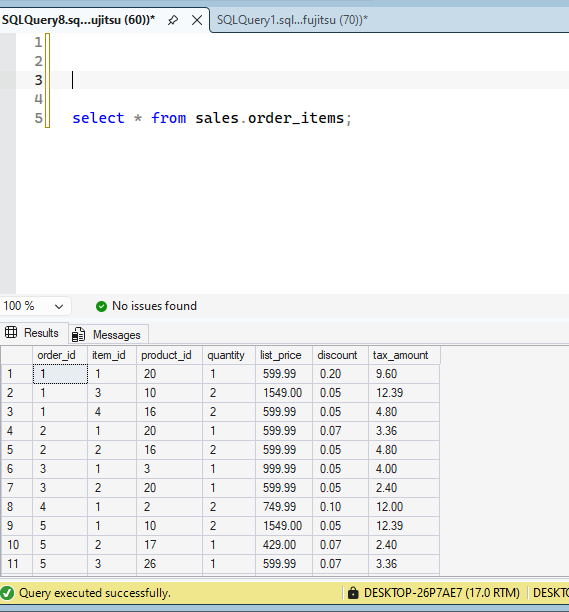 SQLQuery8.sq...ujitsu (60))* SQLQuery1.sql...fujitsu (70))*
1
2
3
4
5 select * from sales.order_items;
100 % No issues found
Results Messages
order_id item_id product_id quantity list_price discount tax_amount
1 1 1 20 1 599.99 0.20 9.60
2 1 3 10 2 1549.00 0.05 12.39
3 1 4 16 2 599.99 0.05 4.80
4 2 1 20 1 599.99 0.07 3.36
5 2 2 16 2 599.99 0.05 4.80
6 3 1 3 1 999.99 0.05 4.00
7 3 2 20 1 599.99 0.05 2.40
8 4 1 2 2 749.99 0.10 12.00
9 5 1 10 2 1549.00 0.05 12.39
10 5 2 17 1 429.00 0.07 2.40
11 5 3 26 1 599.99 0.07 3.36
Query executed successfully. DESKTOP-26P7AE7 (17.0 RTM) DESKT